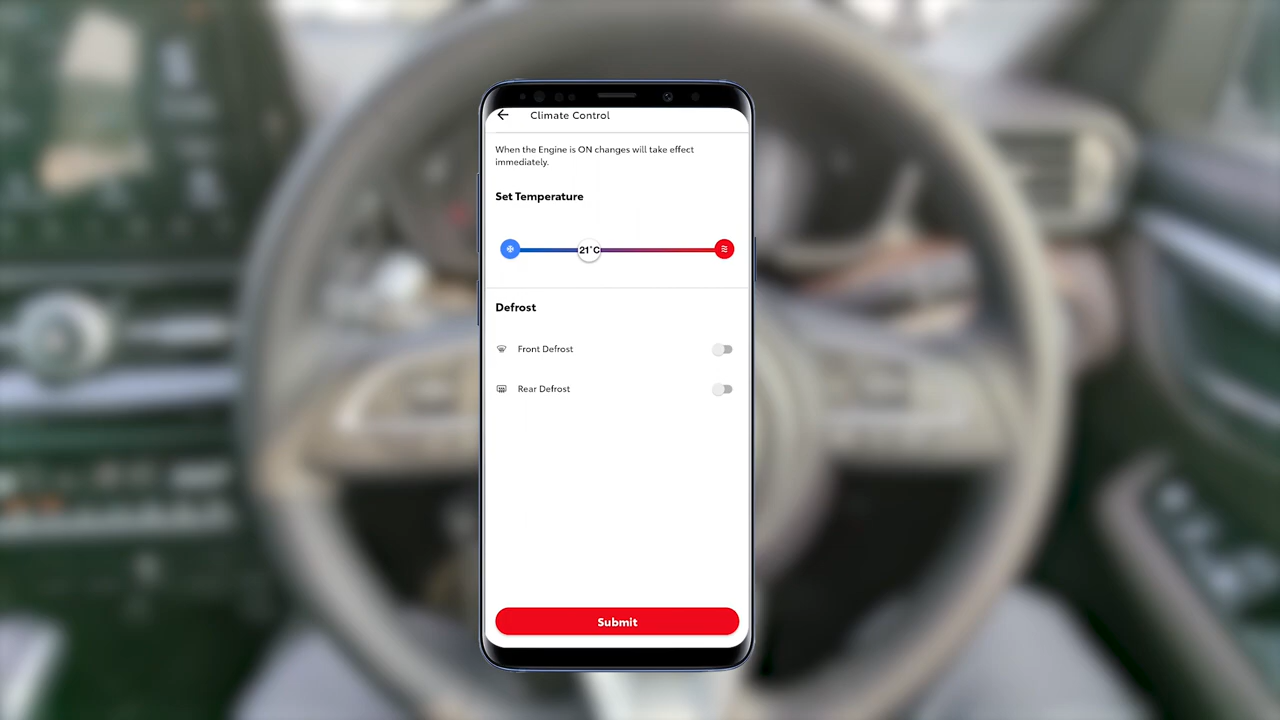 Climate Control
When the Engine is ON changes will take effect
immediately.
Set Temperature
21°C
Defrost
Front Defrost
Rear Defrost
Submit